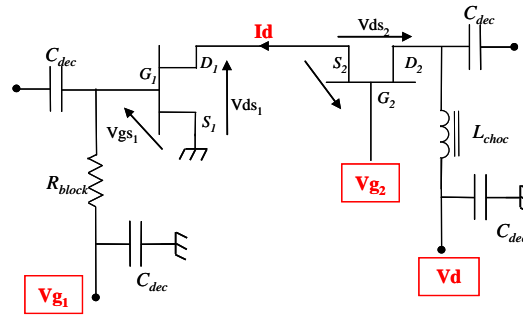 C_dec
Id
Vds_2
C_dec
G_1
D_1
S_2
D_2
G_2
Vds_1
Vgs_1
S_1
L_choc
R_block
Vg_2
C_dec
C_dec
Vg_1
Vd